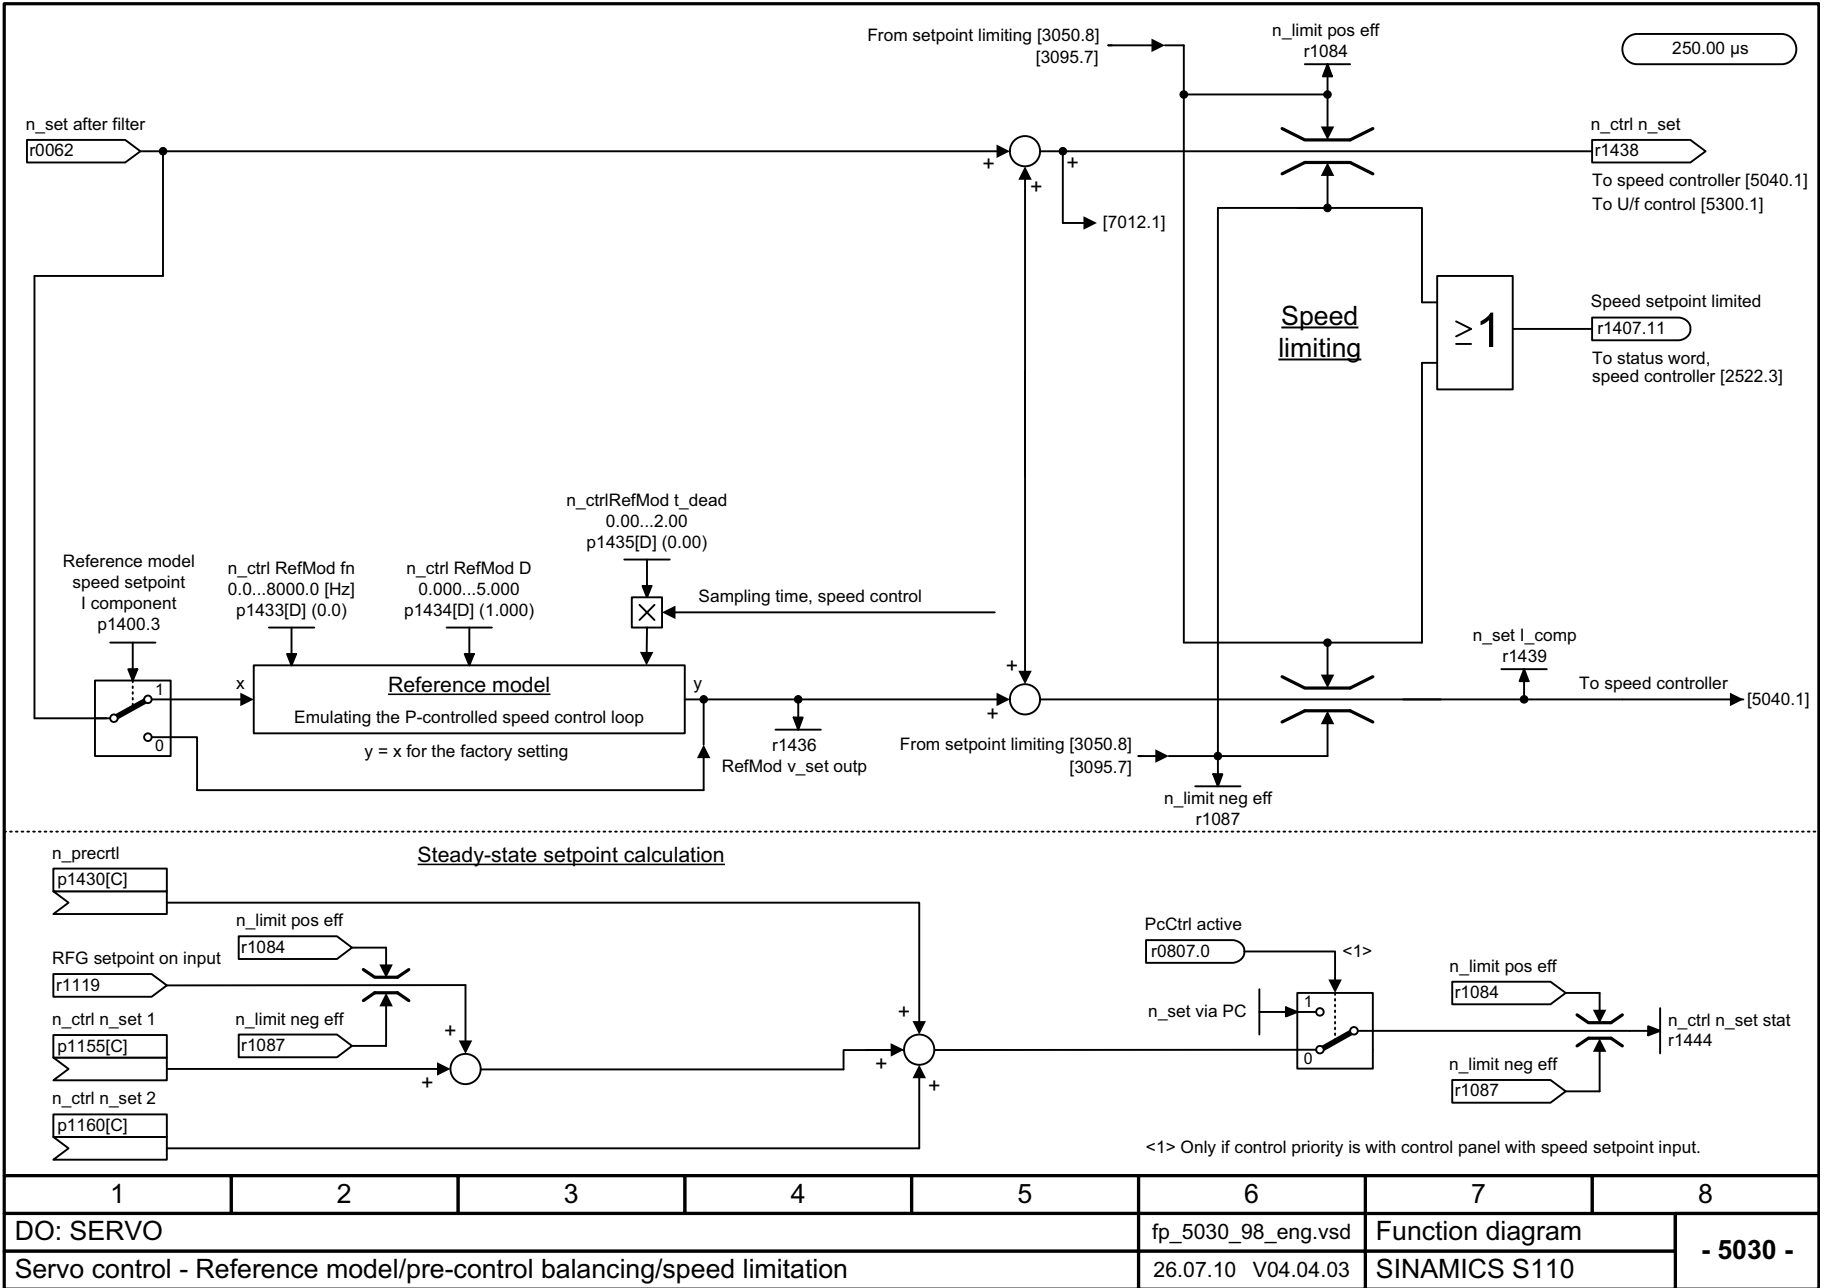 From setpoint limiting [3050.8]
[3095.7]
n_limit pos eff
r1084
250.00 µs
n_set after filter
r0062
+
+
+
n_ctrl n_set
r1438
To speed controller [5040.1]
To U/f control [5300.1]
[7012.1]
Speed
limiting
≥1
Speed setpoint limited
r1407.11
To status word,
speed controller [2522.3]
n_ctrlRefMod t_dead
0.00...2.00
p1435[D] (0.00)
Reference model
speed setpoint
I component
p1400.3
n_ctrl RefMod fn
0.0...8000.0 [Hz]
p1433[D] (0.0)
n_ctrl RefMod D
0.000...5.000
p1434[D] (1.000)
Sampling time, speed control
n_set I_comp
r1439
1
0
x
Reference model
Emulating the P-controlled speed control loop
y
y = x for the factory setting
+
+
To speed controller
[5040.1]
r1436
RefMod v_set outp
From setpoint limiting [3050.8]
[3095.7]
n_limit neg eff
r1087
Steady-state setpoint calculation
n_precrtl
p1430[C]
n_limit pos eff
r1084
RFG setpoint on input
r1119
n_ctrl n_set 1
p1155[C]
n_limit neg eff
r1087
+
+
n_ctrl n_set 2
p1160[C]
+
+
+
PcCtrl active
r0807.0
<1>
n_set via PC
1
0
n_limit pos eff
r1084
n_ctrl n_set stat
r1444
n_limit neg eff
r1087
<1> Only if control priority is with control panel with speed setpoint input.
1 2 3 4 5 6 7 8
DO: SERVO
fp_5030_98_eng.vsd
Function diagram
- 5030 -
Servo control - Reference model/pre-control balancing/speed limitation
26.07.10 V04.04.03
SINAMICS S110